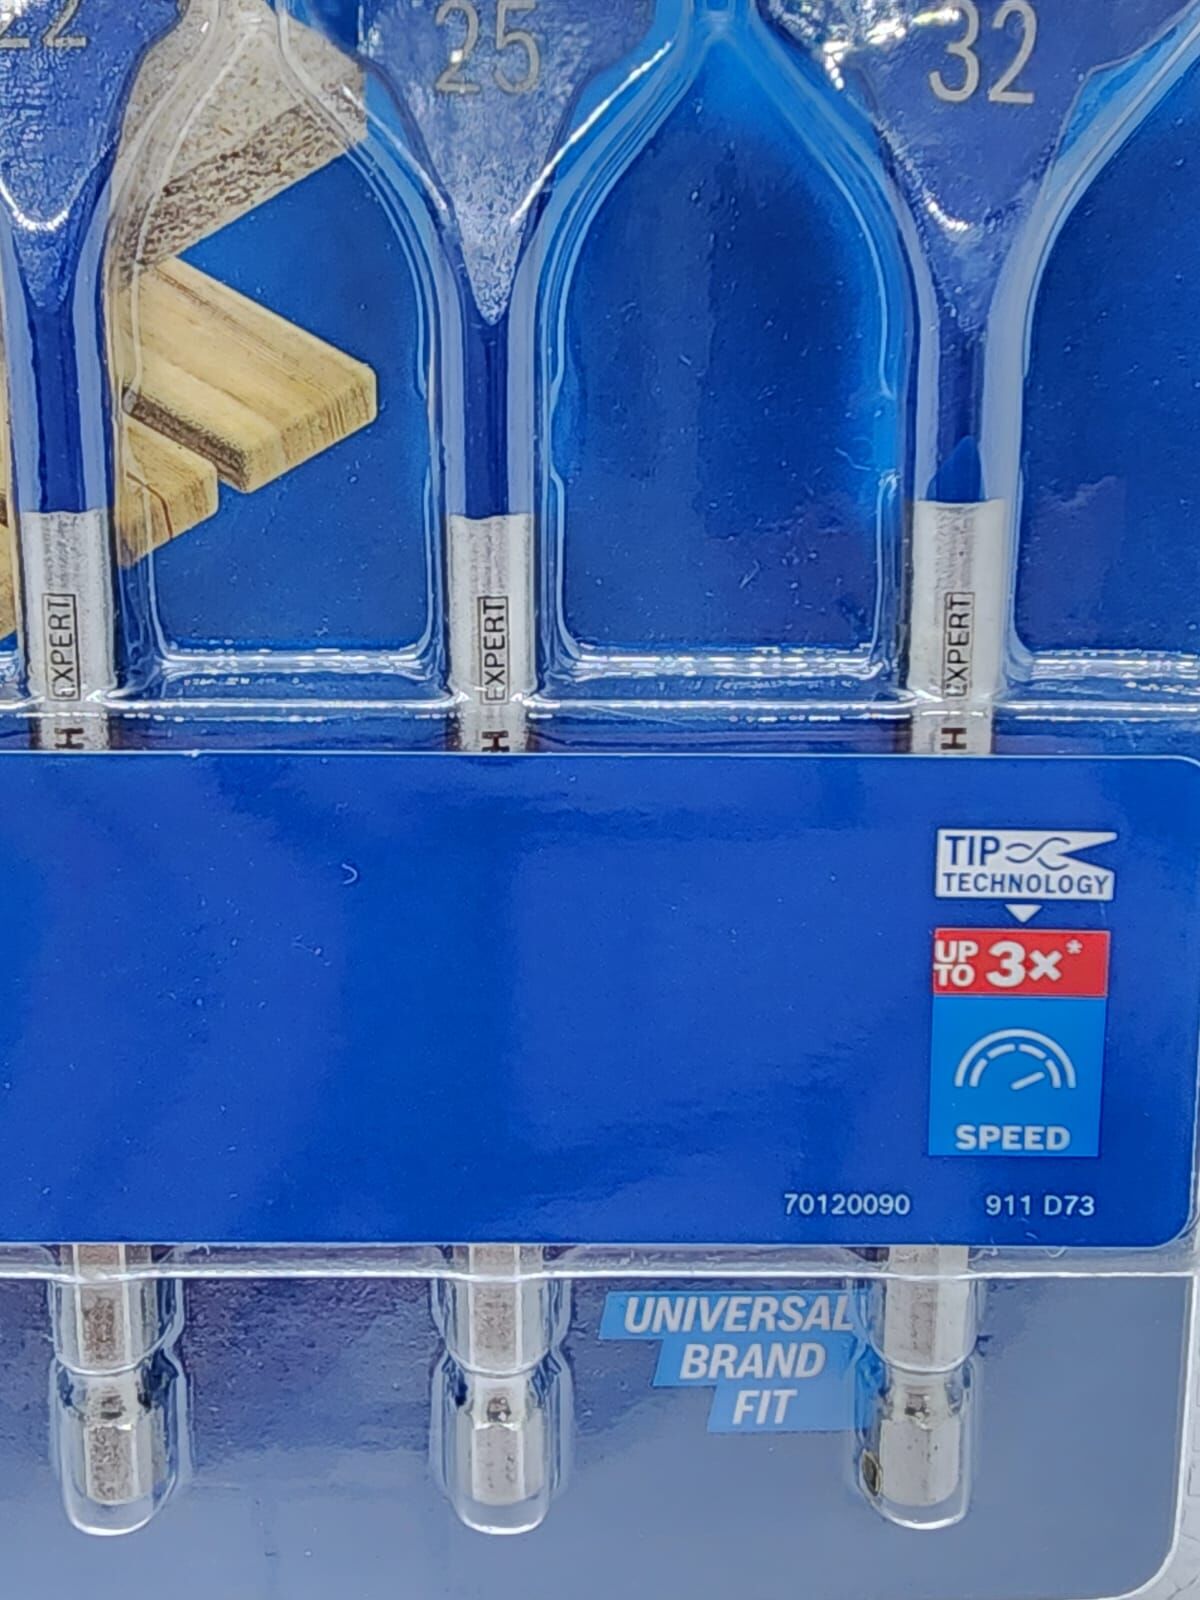 22
25
32
EXPERT
EXPERT
EXPERT
H
H
H
TIP
TECHNOLOGY
UP
TO 3x*
SPEED
70120090 911 D73
UNIVERSAL
BRAND
FIT